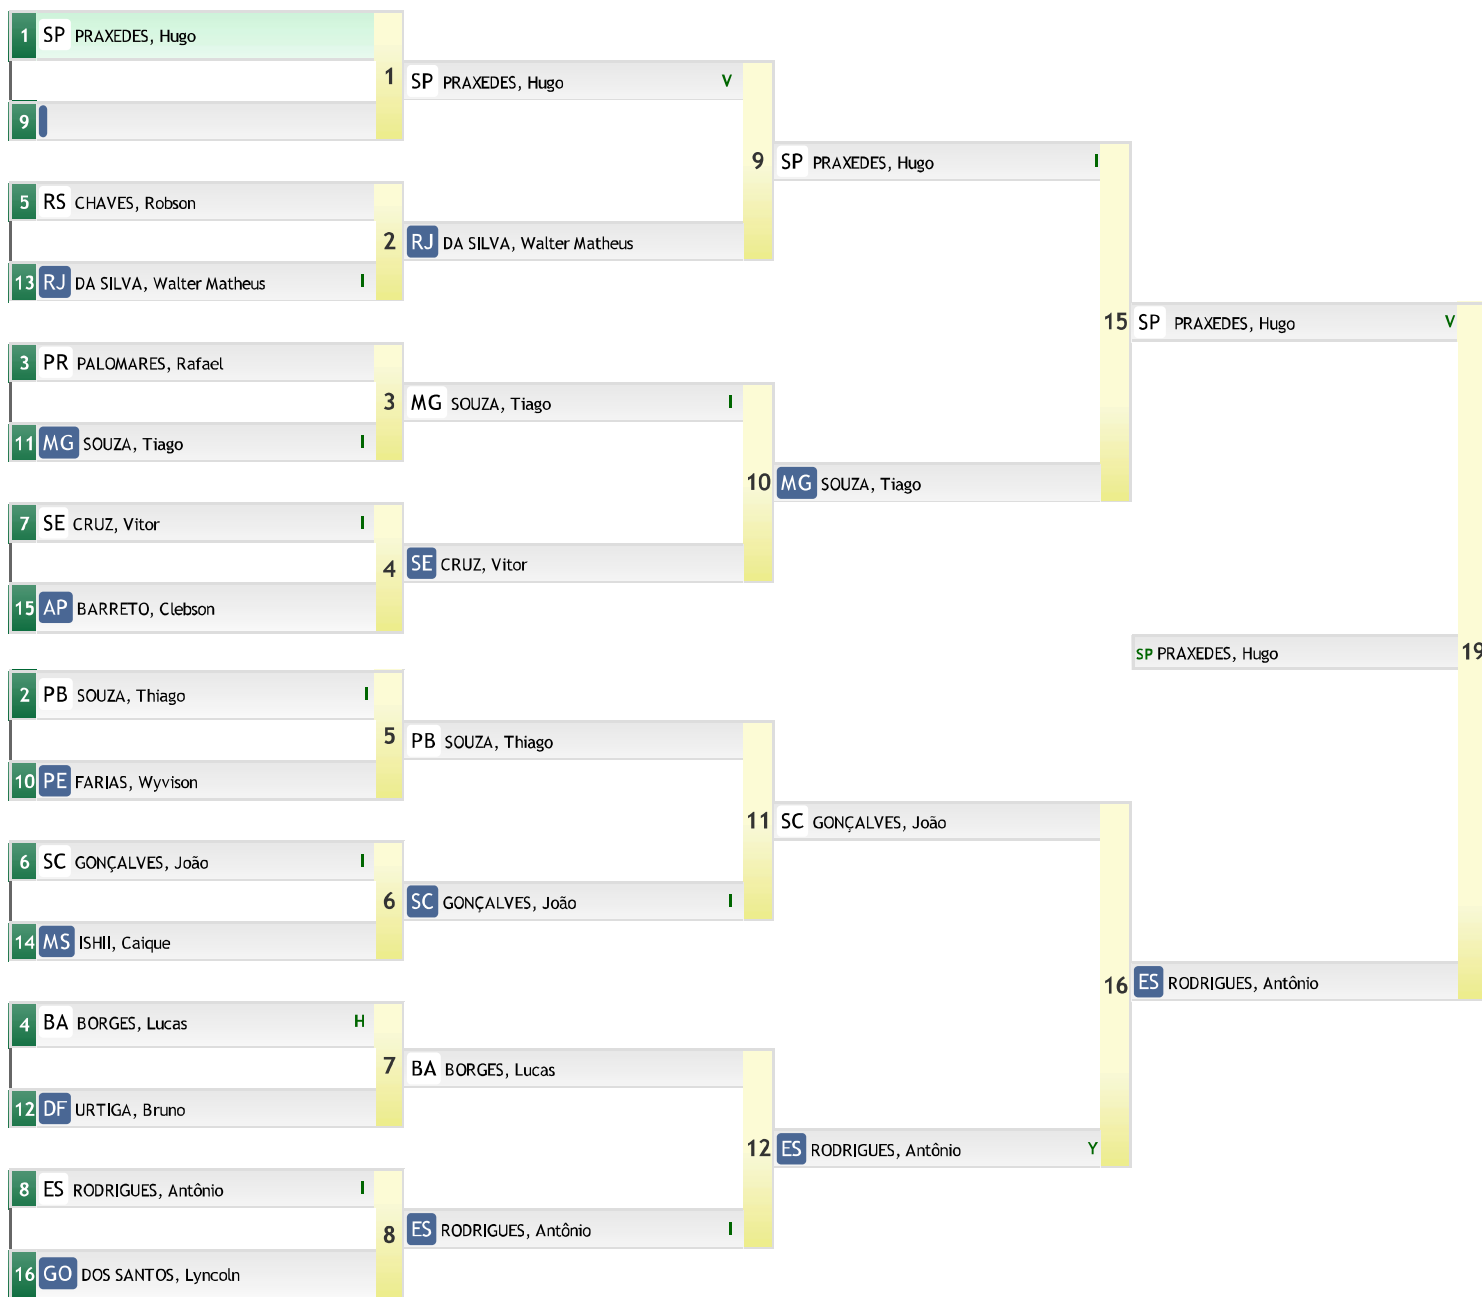 1 SP PRAXEDES, Hugo
1
9
SP PRAXEDES, Hugo V
9
5 RS CHAVES, Robson
2
13 RJ DA SILVA, Walter Matheus I
RJ DA SILVA, Walter Matheus
SP PRAXEDES, Hugo I
15
3 PR PALOMARES, Rafael
3
11 MG SOUZA, Tiago I
MG SOUZA, Tiago I
10
7 SE CRUZ, Vitor I
4
15 AP BARRETO, Clebson
SE CRUZ, Vitor
MG SOUZA, Tiago
SP PRAXEDES, Hugo V
19
SP PRAXEDES, Hugo
2 PB SOUZA, Thiago I
5
10 PE FARIAS, Wyvison
PB SOUZA, Thiago
11
6 SC GONÇALVES, João I
6
14 MS ISHII, Caique
SC GONÇALVES, João I
SC GONÇALVES, João
16
4 BA BORGES, Lucas H
7
12 DF URTIGA, Bruno
BA BORGES, Lucas
12
8 ES RODRIGUES, Antônio I
8
16 GO DOS SANTOS, Lyncoln
ES RODRIGUES, Antônio I
ES RODRIGUES, Antônio Y
ES RODRIGUES, Antônio